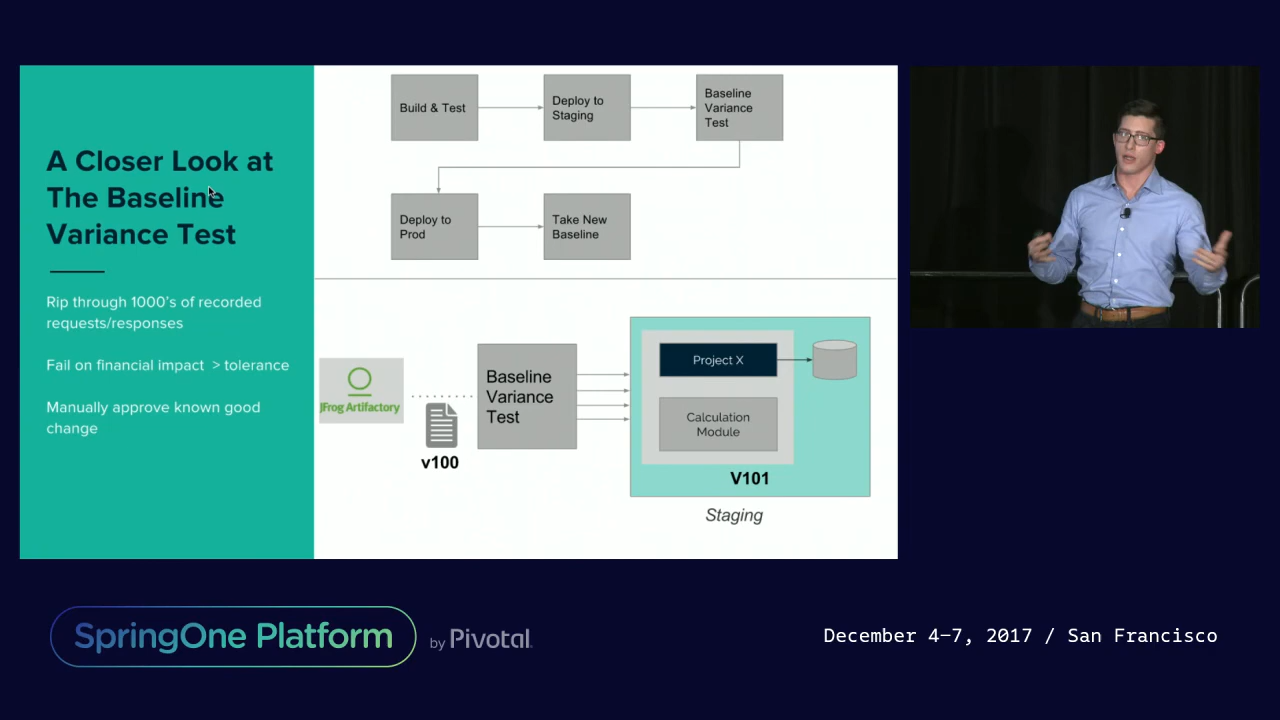 A Closer Look at
The Baseline
Variance Test
Rip through 1000's of recorded
requests/responses
Fail on financial impact > tolerance
Manually approve known good
change
Build & Test
Deploy to
Staging
Baseline
Variance
Test
Deploy to
Prod
Take New
Baseline
JFrog Artifactory
v100
Baseline
Variance
Test
Project X
Calculation
Module
V101
Staging
SpringOne Platform
by Pivotal.
December 4–7, 2017 / San Francisco